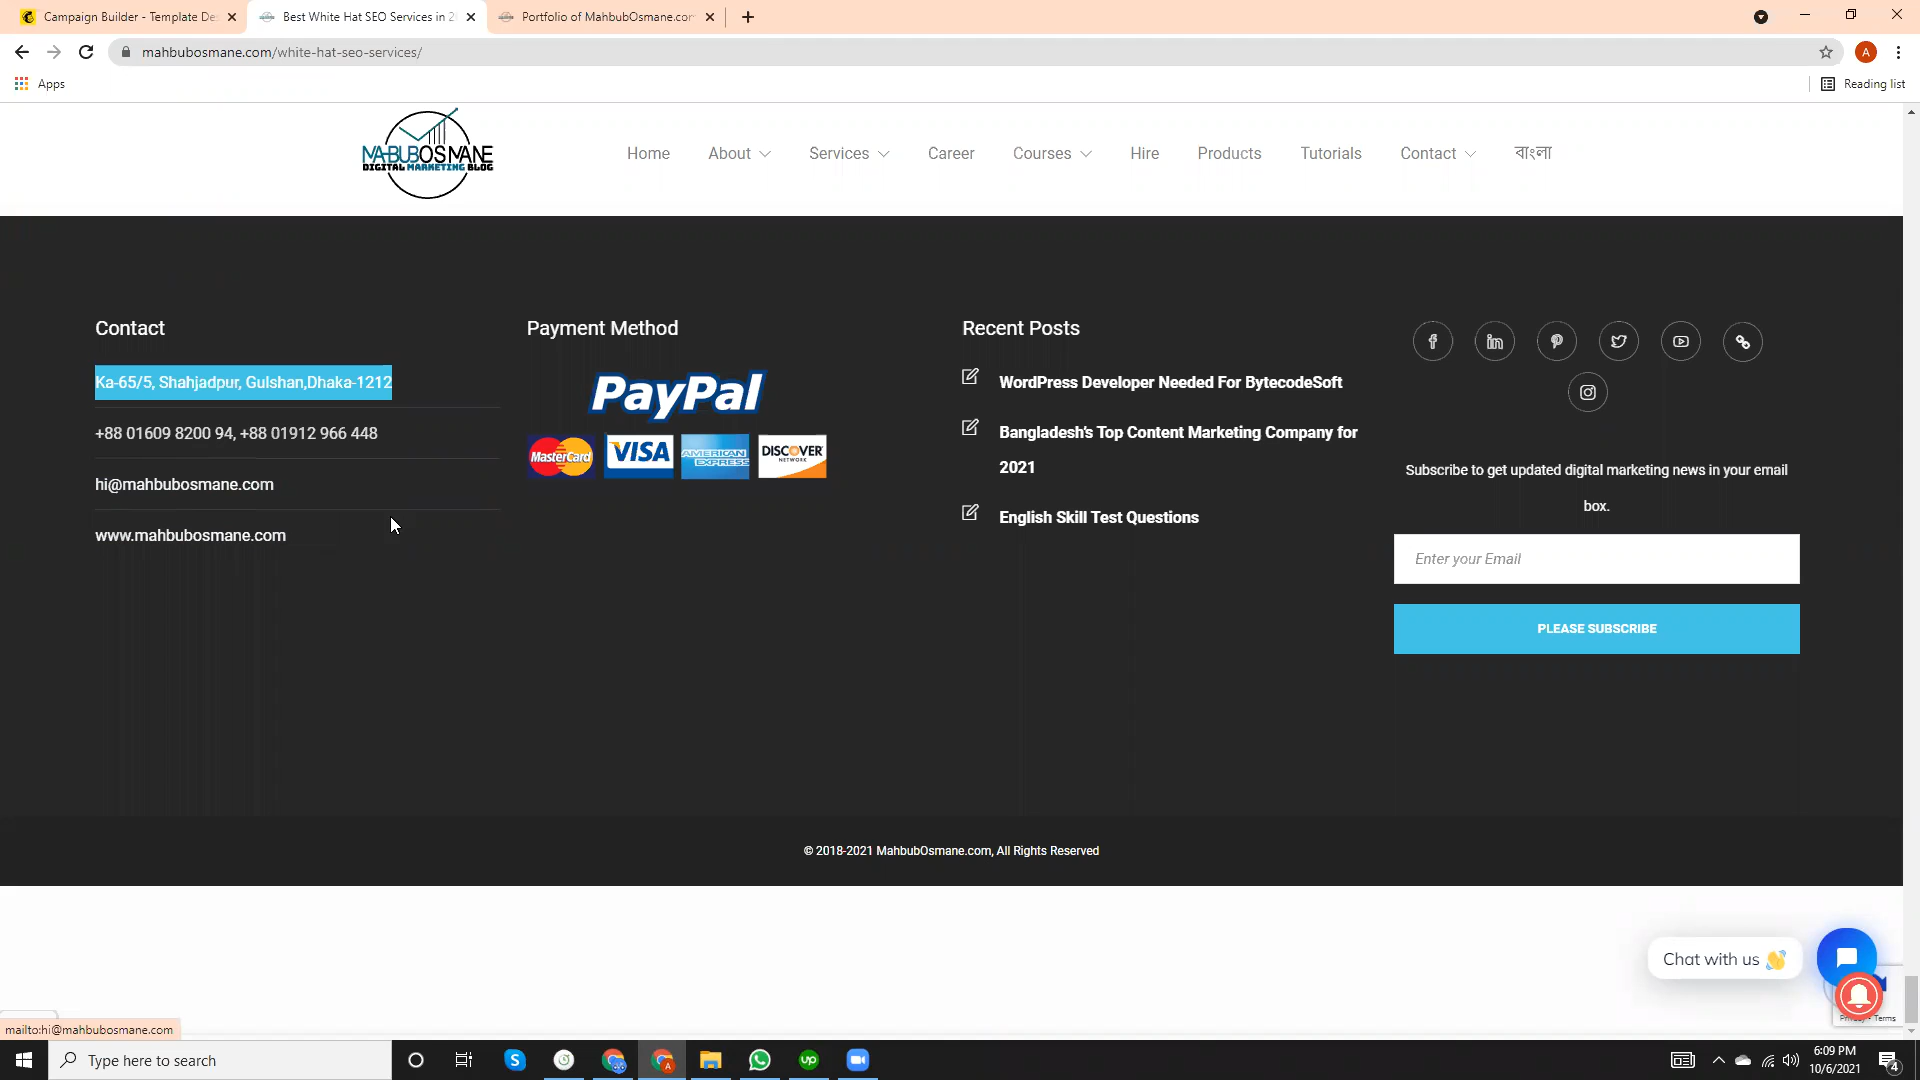 Campaign Builder - Template De
Best White Hat SEO Services in 2
Portfolio of MahbubOsmane.com
mahbubosmane.com/white-hat-seo-services/
A
Apps
Reading list
MAHBUBOSMANE
DIGITAL MARKETING BLOG
Home
About
Services
Career
Courses
Hire
Products
Tutorials
Contact
বাংলা
Contact
Ka-65/5, Shahjadpur, Gulshan,Dhaka-1212
+88 01609 8200 94, +88 01912 966 448
hi@mahbubosmane.com
www.mahbubosmane.com
Payment Method
PayPal
MasterCard
VISA
AMERICAN EXPRESS
DISCOVER
NETWORK
Recent Posts
WordPress Developer Needed For BytecodeSoft
Bangladesh's Top Content Marketing Company for
2021
English Skill Test Questions
Subscribe to get updated digital marketing news in your email
box.
Enter your Email
PLEASE SUBSCRIBE
© 2018-2021 MahbubOsmane.com, All Rights Reserved
Chat with us 👋
Privacy - Terms
mailto:hi@mahbubosmane.com
Type here to search
6:09 PM
10/6/2021
4